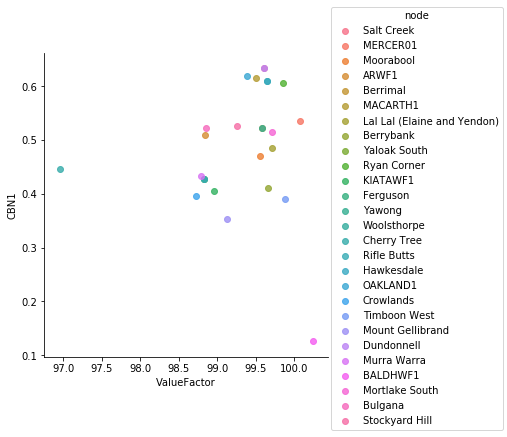 node
Salt Creek
MERCER01
Moorabool
ARWF1
Berrimal
MACARTH1
Lal Lal (Elaine and Yendon)
Berrybank
Yaloak South
Ryan Corner
KIATAWF1
Ferguson
Yawong
Woolsthorpe
Cherry Tree
Rifle Butts
Hawkesdale
OAKLAND1
Crowlands
Timboon West
Mount Gellibrand
Dundonnell
Murra Warra
BALDHWF1
Mortlake South
Bulgana
Stockyard Hill
CBN1
0.6
0.5
0.4
0.3
0.2
0.1
97.0 97.5 98.0 98.5 99.0 99.5 100.0
ValueFactor